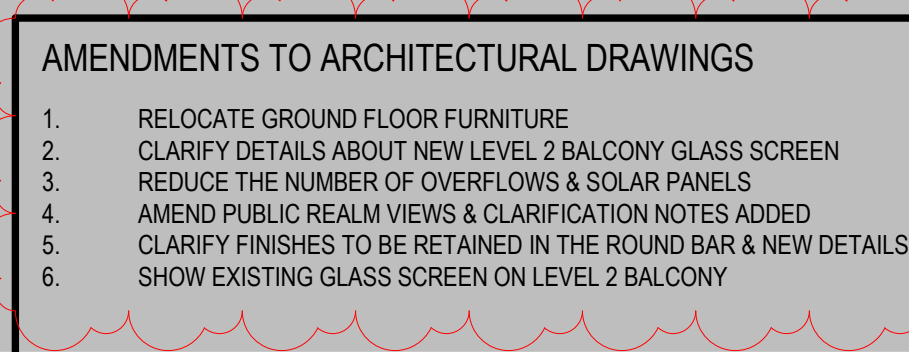 AMENDMENTS TO ARCHITECTURAL DRAWINGS
1. RELOCATE GROUND FLOOR FURNITURE
2. CLARIFY DETAILS ABOUT NEW LEVEL 2 BALCONY GLASS SCREEN
3. REDUCE THE NUMBER OF OVERFLOWS & SOLAR PANELS
4. AMEND PUBLIC REALM VIEWS & CLARIFICATION NOTES ADDED
5. CLARIFY FINISHES TO BE RETAINED IN THE ROUND BAR & NEW DETAILS
6. SHOW EXISTING GLASS SCREEN ON LEVEL 2 BALCONY